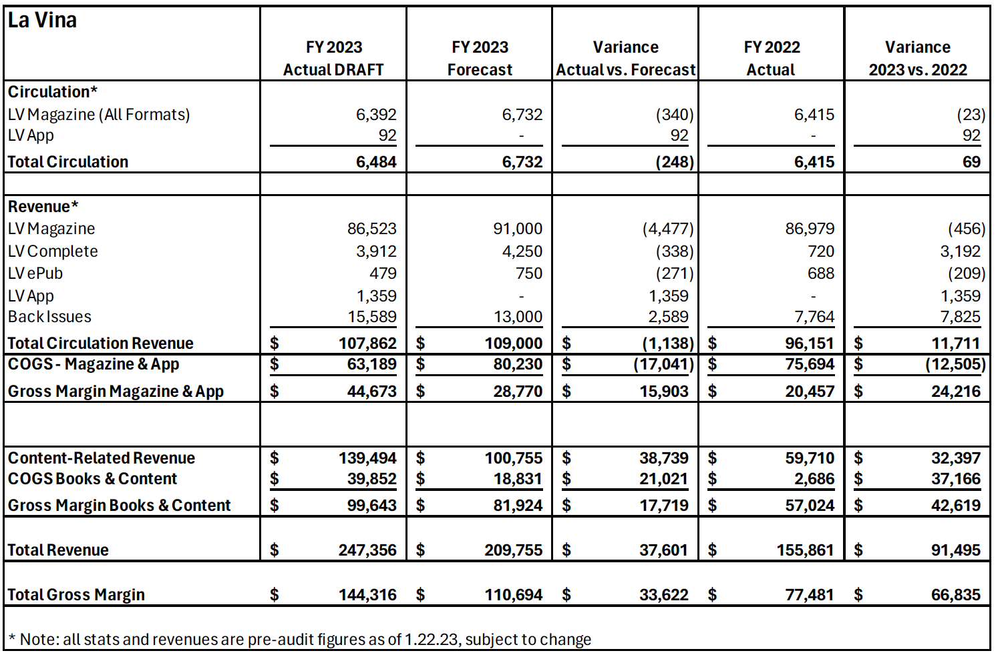 La Vina
FY 2023 FY 2023 Variance FY 2022 Variance
Actual DRAFT Forecast Actual vs. Forecast Actual 2023 vs. 2022
Circulation*
LV Magazine (All Formats) 6,392 6,732 (340) 6,415 (23)
LV App 92 - 92 - 92
Total Circulation 6,484 6,732 (248) 6,415 69
Revenue*
LV Magazine 86,523 91,000 (4,477) 86,979 (456)
LV Complete 3,912 4,250 (338) 720 3,192
LV ePub 479 750 (271) 688 (209)
LV App 1,359 - 1,359 - 1,359
Back Issues 15,589 13,000 2,589 7,764 7,825
Total Circulation Revenue $ 107,862 $ 109,000 $ (1,138) $ 96,151 $ 11,711
COGS - Magazine & App $ 63,189 $ 80,230 $ (17,041) $ 75,694 $ (12,505)
Gross Margin Magazine & App $ 44,673 $ 28,770 $ 15,903 $ 20,457 $ 24,216
Content-Related Revenue $ 139,494 $ 100,755 $ 38,739 $ 59,710 $ 32,397
COGS Books & Content $ 39,852 $ 18,831 $ 21,021 $ 2,686 $ 37,166
Gross Margin Books & Content $ 99,643 $ 81,924 $ 17,719 $ 57,024 $ 42,619
Total Revenue $ 247,356 $ 209,755 $ 37,601 $ 155,861 $ 91,495
Total Gross Margin $ 144,316 $ 110,694 $ 33,622 $ 77,481 $ 66,835
* Note: all stats and revenues are pre-audit figures as of 1.22.23, subject to change